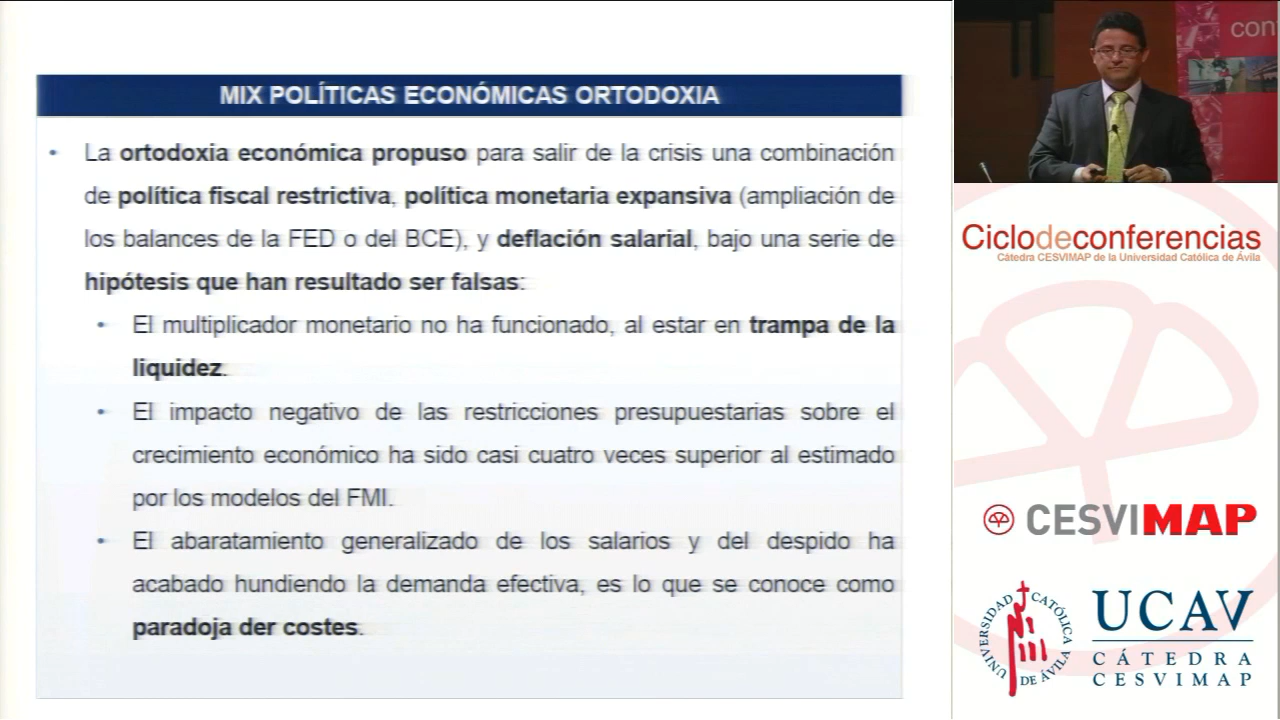 MIX POLÍTICAS ECONÓMICAS ORTODOXIA
• La ortodoxia económica propuso para salir de la crisis una combinación
de política fiscal restrictiva, política monetaria expansiva (ampliación de
los balances de la FED o del BCE), y deflación salarial, bajo una serie de
hipótesis que han resultado ser falsas:
• El multiplicador monetario no ha funcionado, al estar en trampa de la
liquidez.
• El impacto negativo de las restricciones presupuestarias sobre el
crecimiento económico ha sido casi cuatro veces superior al estimado
por los modelos del FMI.
• El abaratamiento generalizado de los salarios y del despido ha
acabado hundiendo la demanda efectiva, es lo que se conoce como
paradoja der costes.
con
Ciclodeconferencias
Cátedra CESVIMAP de la Universidad Católica de Ávila
CESVIMAP
UNIVERSIDAD CATÓLICA DE ÁVILA
UCAV
CÁTEDRA
CESVIMAP